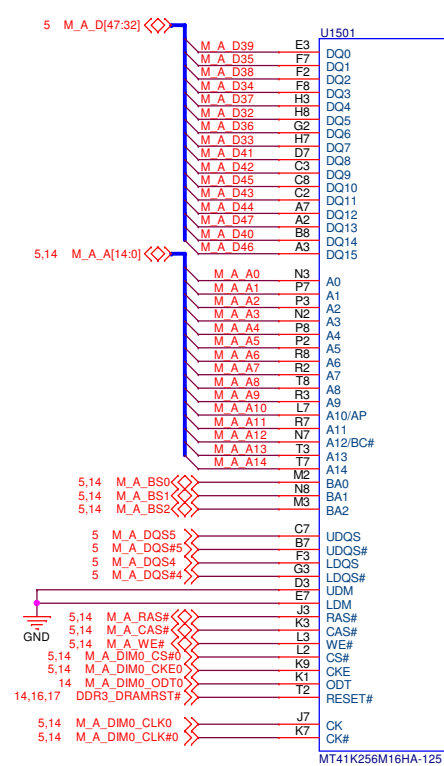 U1501
5 M_A_D[47:32]
M_A_D39 E3 DQ0
M_A_D35 F7 DQ1
M_A_D38 F2 DQ2
M_A_D34 F8 DQ3
M_A_D37 H3 DQ4
M_A_D32 H8 DQ5
M_A_D36 G2 DQ6
M_A_D33 H7 DQ7
M_A_D41 D7 DQ8
M_A_D42 C3 DQ9
M_A_D45 C8 DQ10
M_A_D43 C2 DQ11
M_A_D44 A7 DQ12
M_A_D47 A2 DQ13
M_A_D40 B8 DQ14
M_A_D46 A3 DQ15
5,14 M_A_A[14:0]
M_A_A0 N3 A0
M_A_A1 P7 A1
M_A_A2 P3 A2
M_A_A3 N2 A3
M_A_A4 P8 A4
M_A_A5 P2 A5
M_A_A6 R8 A6
M_A_A7 R2 A7
M_A_A8 T8 A8
M_A_A9 R3 A9
M_A_A10 L7 A10/AP
M_A_A11 R7 A11
M_A_A12 N7 A12/BC#
M_A_A13 T3 A13
M_A_A14 T7 A14
5,14 M_A_BS0 M2 BA0
5,14 M_A_BS1 N8 BA1
5,14 M_A_BS2 M3 BA2
5 M_A_DQS5 C7 UDQS
5 M_A_DQS#5 B7 UDQS#
5 M_A_DQS4 F3 LDQS
5 M_A_DQS#4 G3 LDQS#
D3 UDM
E7 LDM
GND
5,14 M_A_RAS# J3 RAS#
5,14 M_A_CAS# K3 CAS#
5,14 M_A_WE# L3 WE#
5,14 M_A_DIM0_CS#0 L2 CS#
5,14 M_A_DIM0_CKE0 K9 CKE
14 M_A_DIM0_ODT0 K1 ODT
14,16,17 DDR3_DRAMRST# T2 RESET#
5,14 M_A_DIM0_CLK0 J7 CK
5,14 M_A_DIM0_CLK#0 K7 CK#
MT41K256M16HA-125